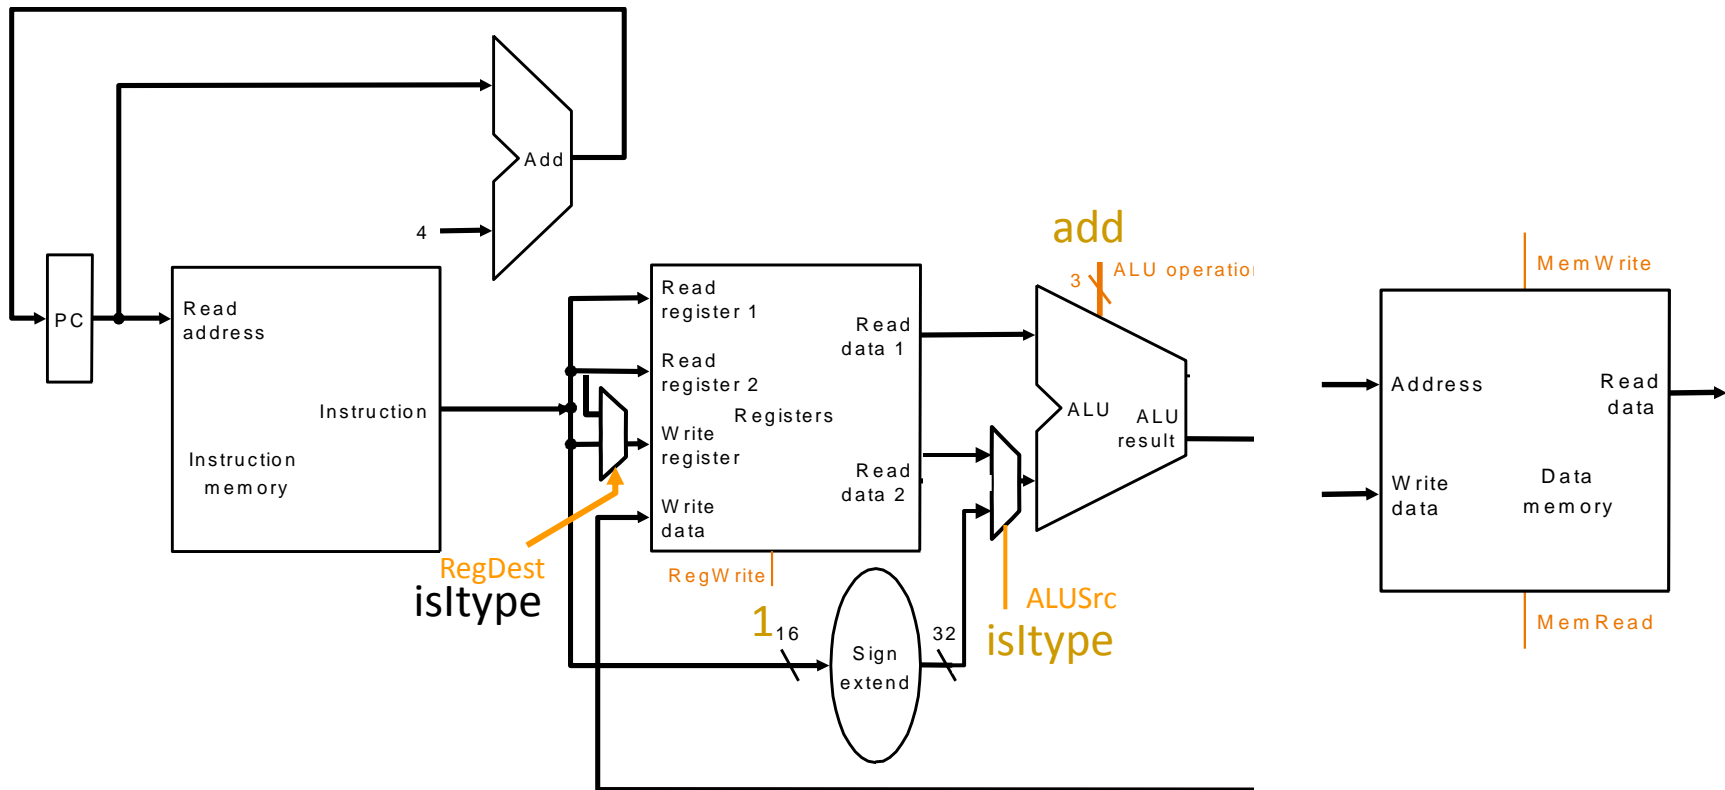 Add
4
add
3
ALU operation
MemWrite
PC
Read
address
Instruction
Instruction
memory
Read
register 1
Read
register 2
Registers
Write
register
Write
data
Read
data 1
Read
data 2
ALU
ALU
result
Address
Read
data
Write
data
Data
memory
RegDest
isItype
RegWrite
1
16
Sign
extend
32
ALUSrc
isItype
MemRead